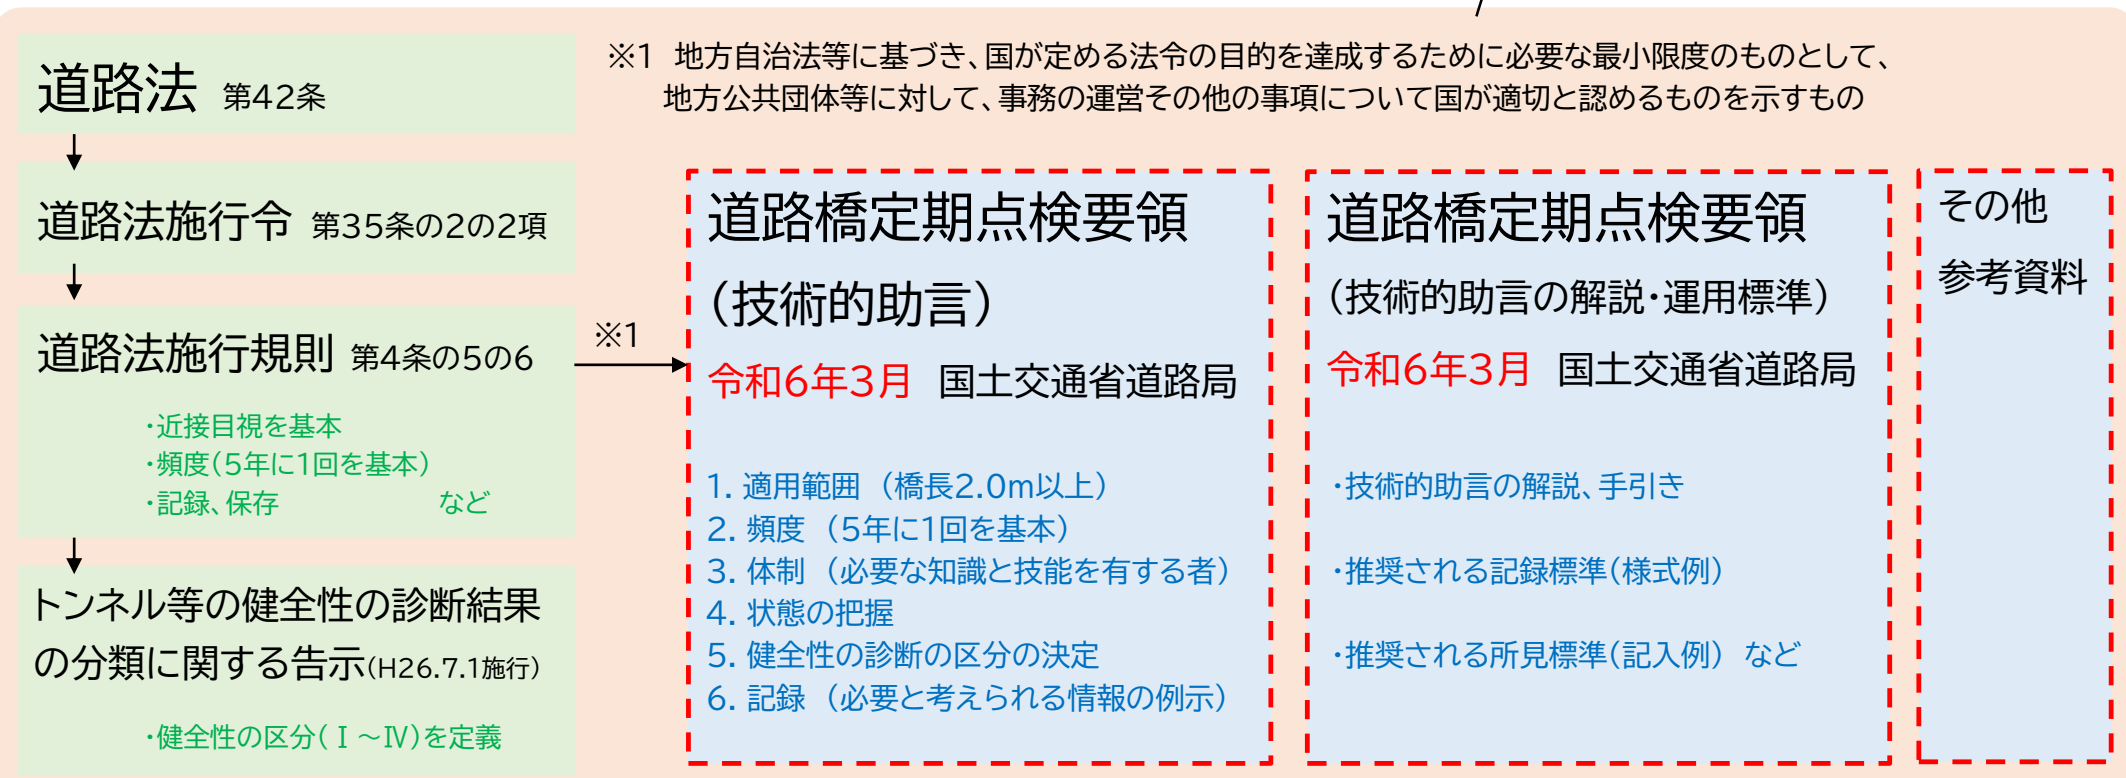 道路法 第42条
※1 地方自治法等に基づき、国が定める法令の目的を達成するために必要な最小限度のものとして、
地方公共団体等に対して、事務の運営その他の事項について国が適切と認めるものを示すもの
道路法施行令 第35条の2の2項
道路法施行規則 第4条の5の6
・近接目視を基本
・頻度(5年に1回を基本)
・記録、保存 など
トンネル等の健全性の診断結果
の分類に関する告示(H26.7.1施行)
・健全性の区分(Ⅰ～Ⅳ)を定義
※1
道路橋定期点検要領
(技術的助言)
令和6年3月 国土交通省道路局
1. 適用範囲 (橋長2.0m以上)
2. 頻度 (5年に1回を基本)
3. 体制 (必要な知識と技能を有する者)
4. 状態の把握
5. 健全性の診断の区分の決定
6. 記録 (必要と考えられる情報の例示)
道路橋定期点検要領
(技術的助言の解説・運用標準)
令和6年3月 国土交通省道路局
・技術的助言の解説、手引き
・推奨される記録標準(様式例)
・推奨される所見標準(記入例) など
その他
参考資料